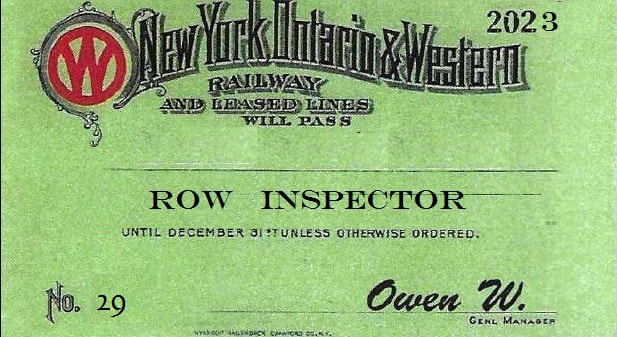 2023
W
New York Ontario & Western
RAILWAY
AND LEASED LINES
WILL PASS
ROW INSPECTOR
UNTIL DECEMBER 31ST UNLESS OTHERWISE ORDERED.
No. 29
Owen W.
GENL MANAGER